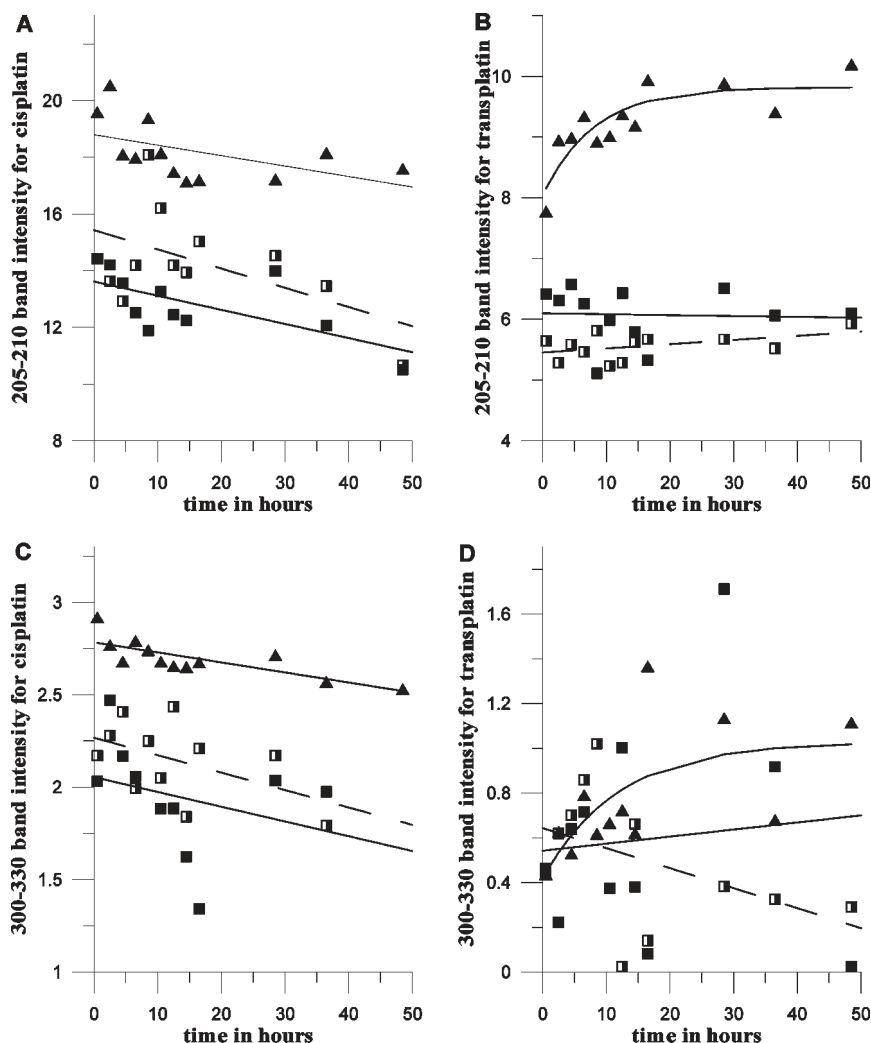 A
205-210 band intensity for cisplatin
20
16
12
8
0 10 20 30 40 50
time in hours
B
205-210 band intensity for transplatin
10
8
6
4
0 10 20 30 40 50
time in hours
C
300-330 band intensity for cisplatin
3
2.5
2
1.5
1
0 10 20 30 40 50
time in hours
D
300-330 band intensity for transplatin
1.6
1.2
0.8
0.4
0
0 10 20 30 40 50
time in hours